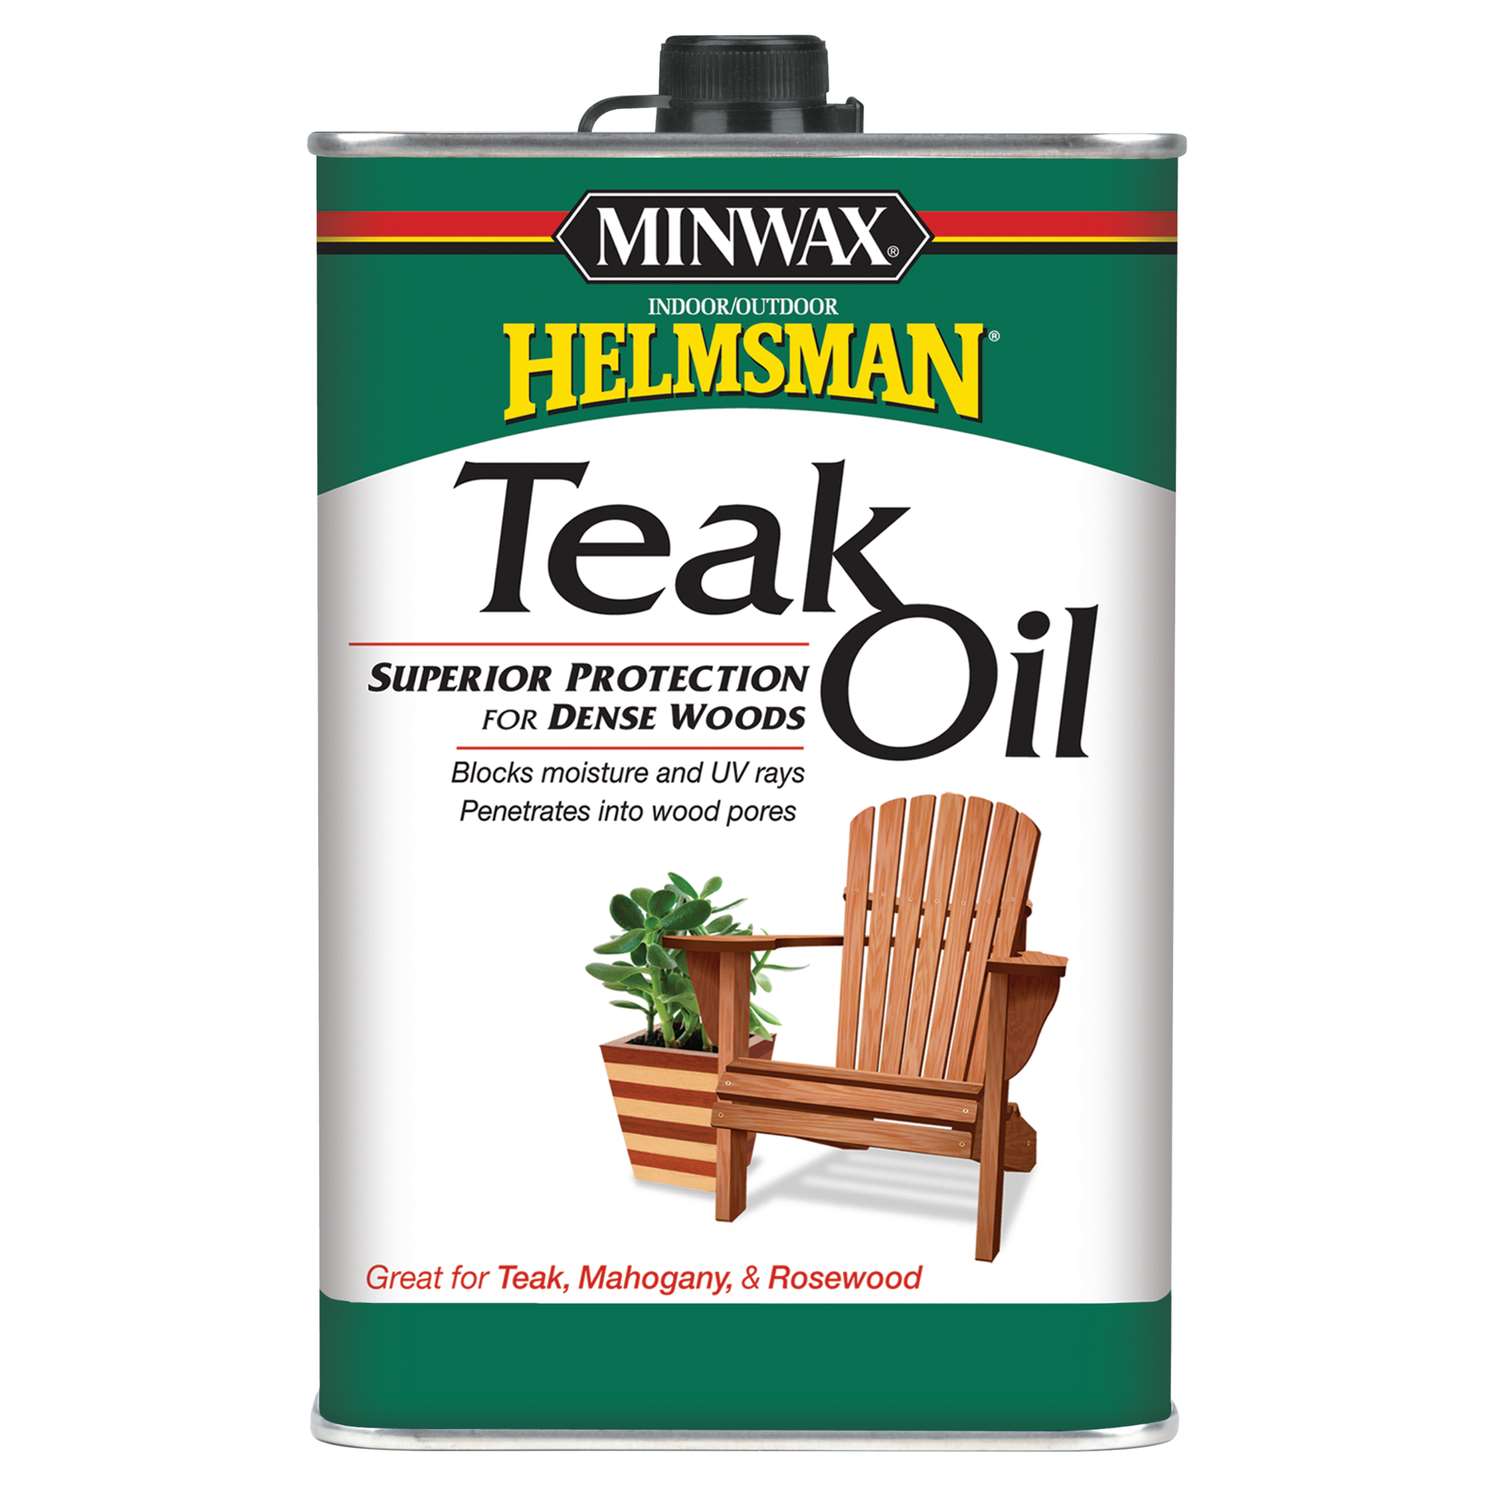 MINWAX®
INDOOR/OUTDOOR
HELMSMAN®
Teak
Oil
SUPERIOR PROTECTION
FOR DENSE WOODS
Blocks moisture and UV rays
Penetrates into wood pores
Great for Teak, Mahogany, & Rosewood